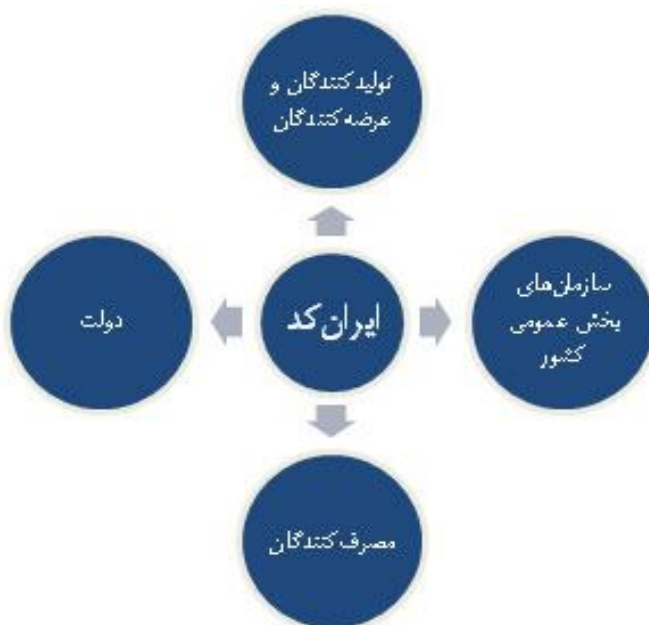 تولیدکنندگان و
عرضه‌کنندگان
سازمان‌های
بخش عمومی
کشور
ایران‌کد
دولت
مصرف‌کنندگان